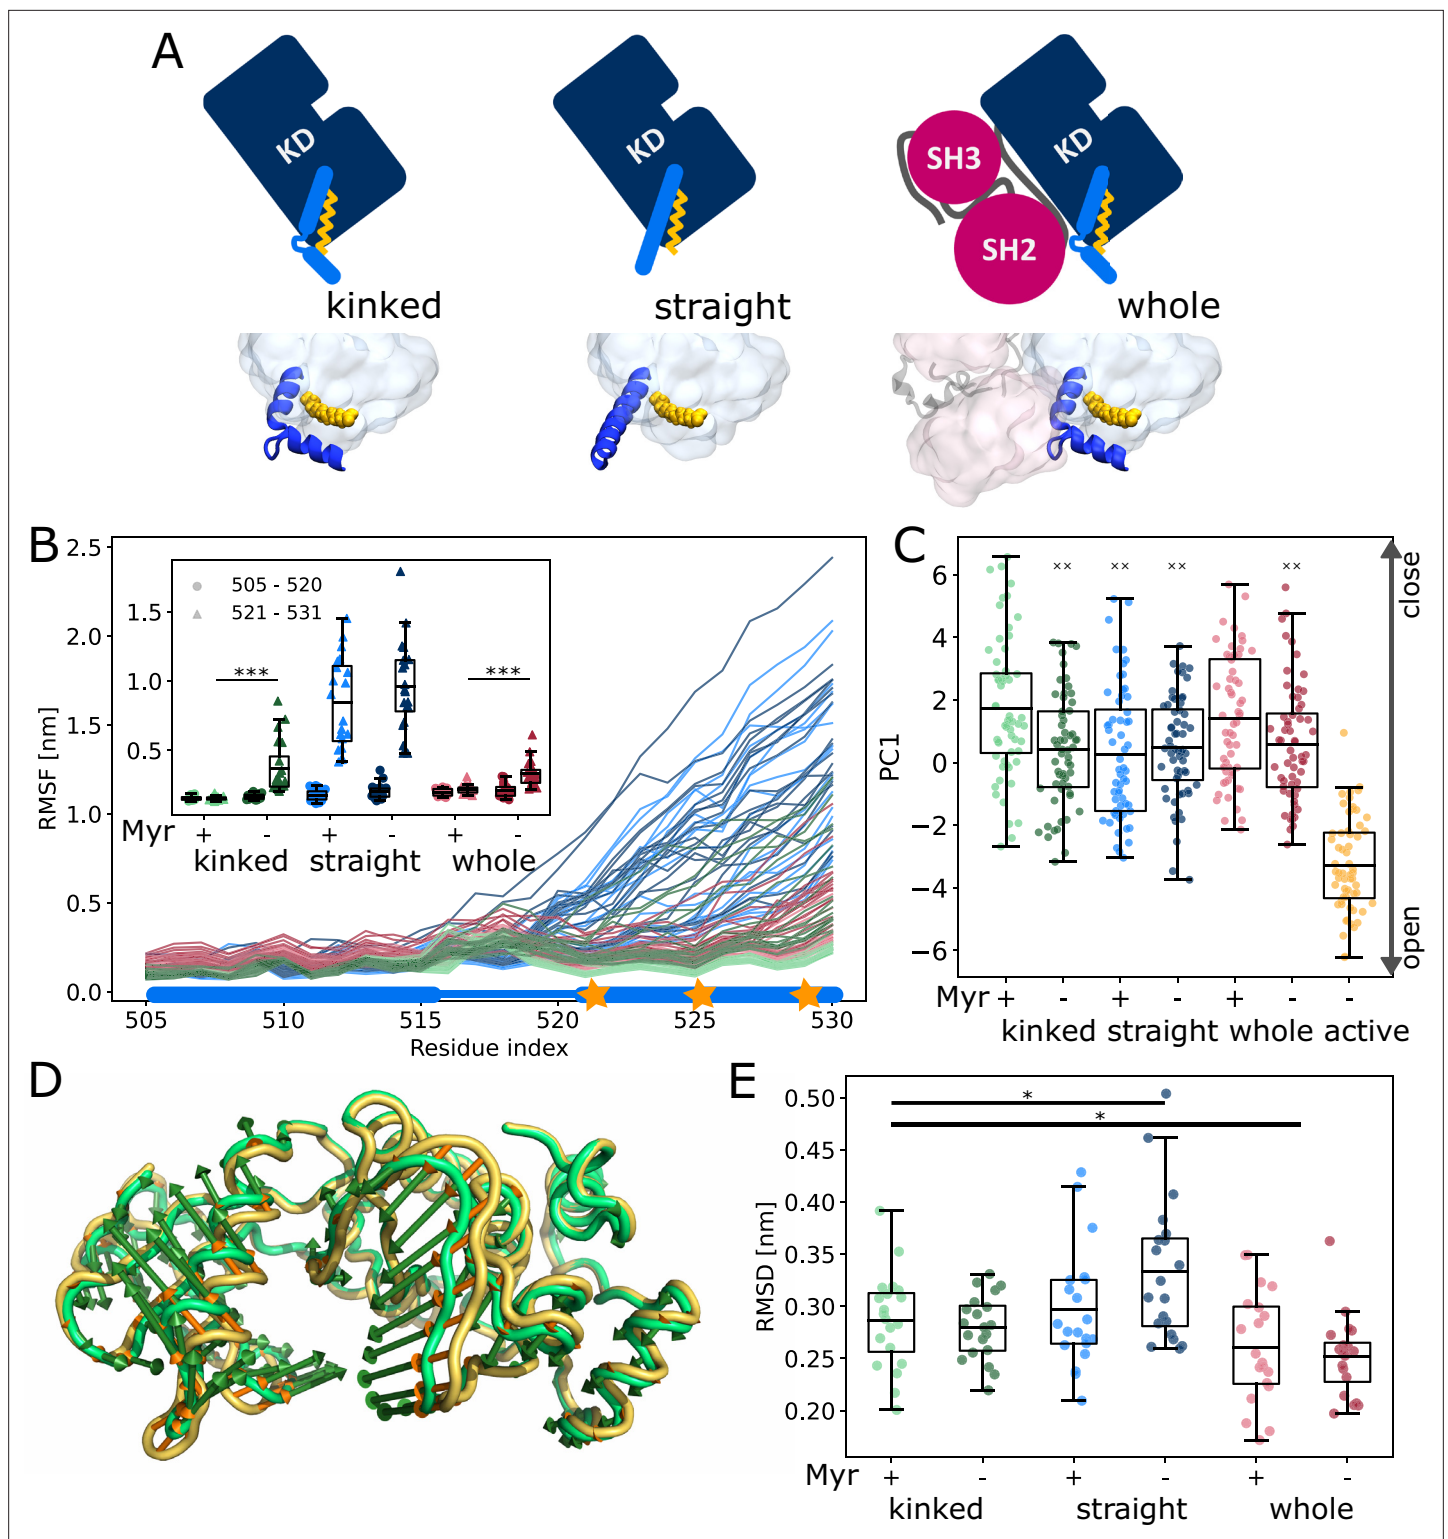 A
KD
KD
SH3
KD
SH2
kinked
straight
whole
B
RMSF [nm]
2.5
2.0
1.5
1.0
0.5
0.0
505 - 520
521 - 531
1.5
1.0
0.5
***
***
Myr + - + - + -
kinked straight whole
505 510 515 520 525 530
Residue index
C
PC1
6
4
2
0
−2
−4
−6
×× ×× ×× ××
close
open
Myr + - + - + - -
kinked straight whole active
D
E
RMSD [nm]
0.50
0.45
0.40
0.35
0.30
0.25
0.20
*
*
Myr + - + - + -
kinked straight whole